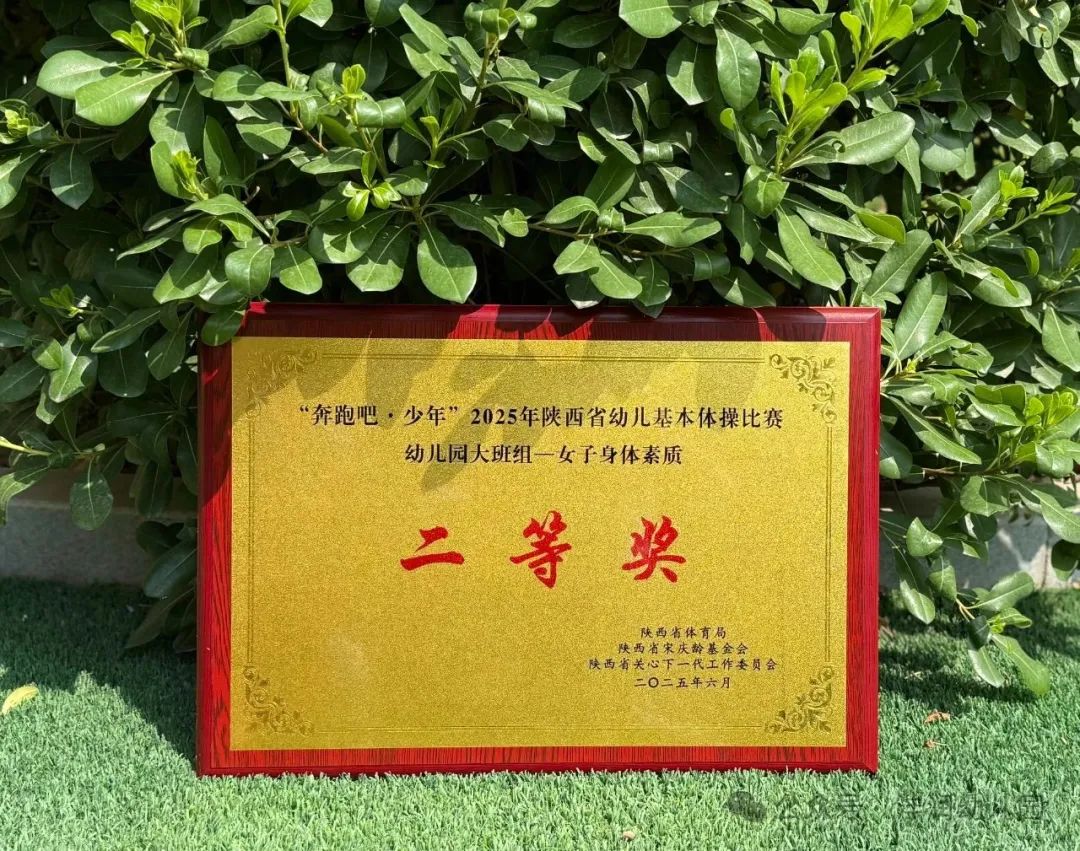 “奔跑吧·少年”2025年陕西省幼儿基本体操比赛
幼儿园大班组—女子身体素质
二等奖
陕西省体育局
陕西省宋庆龄基金会
陕西省关心下一代工作委员会
二〇二五年六月
公众号